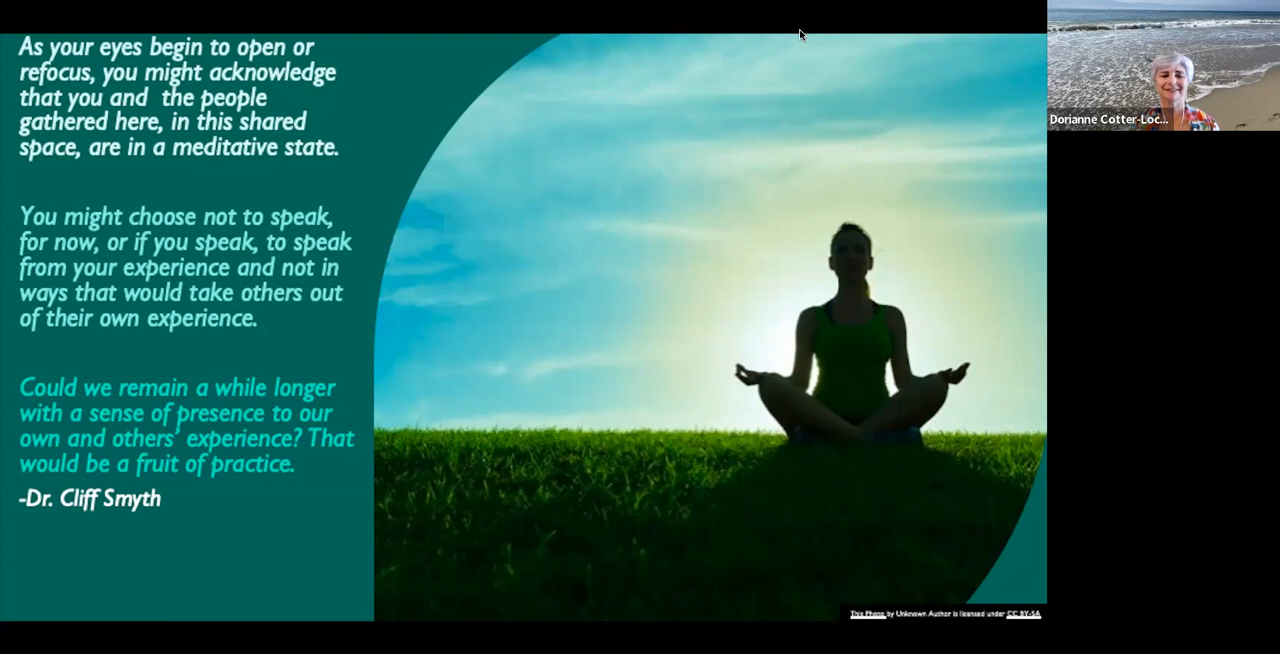 As your eyes begin to open or
refocus, you might acknowledge
that you and the people
gathered here, in this shared
space, are in a meditative state.
You might choose not to speak,
for now, or if you speak, to speak
from your experience and not in
ways that would take others out
of their own experience.
Could we remain a while longer
with a sense of presence to our
own and others' experience? That
would be a fruit of practice.
-Dr. Cliff Smyth
This Photo by Unknown Author is licensed under CC BY-SA
Dorianne Cotter-Loc...